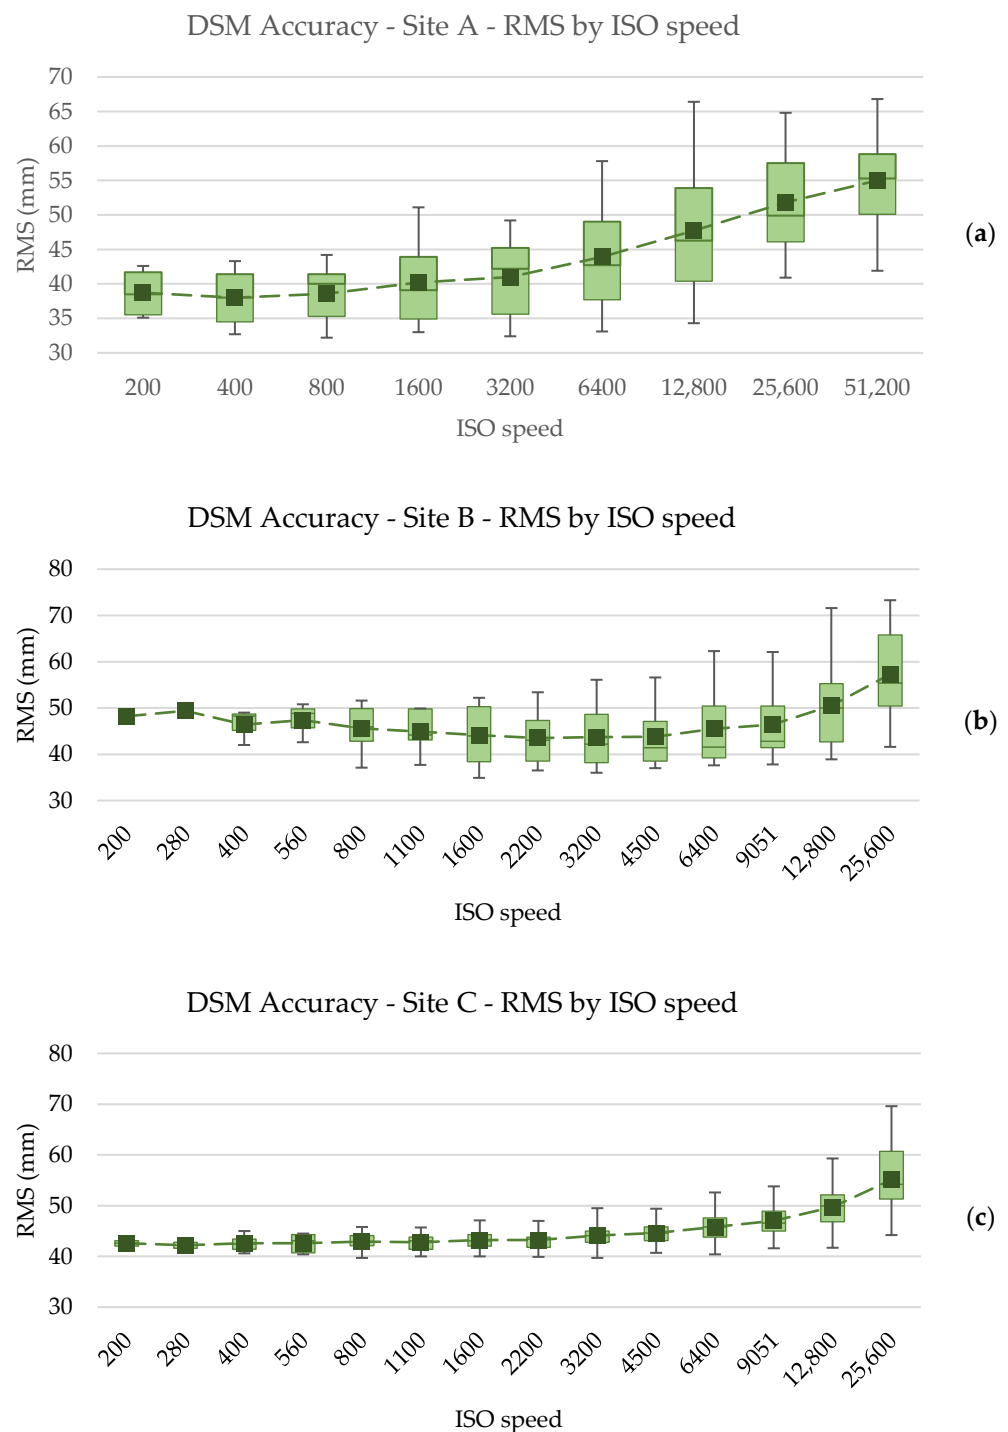 DSM Accuracy - Site A - RMS by ISO speed
70
65
60
55
50
45
40
35
30
RMS (mm)
200 400 800 1600 3200 6400 12,800 25,600 51,200
ISO speed
(a)
DSM Accuracy - Site B - RMS by ISO speed
80
70
60
50
40
30
RMS (mm)
200 280 400 560 800 1100 1600 2200 3200 4500 6400 9051 12,800 25,600
ISO speed
(b)
DSM Accuracy - Site C - RMS by ISO speed
80
70
60
50
40
30
RMS (mm)
200 280 400 560 800 1100 1600 2200 3200 4500 6400 9051 12,800 25,600
ISO speed
(c)